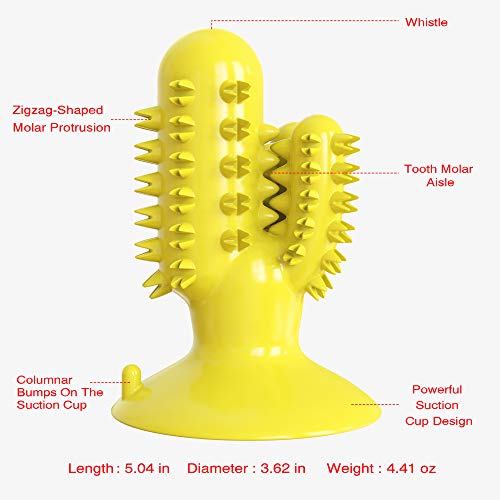 Whistle
Zigzag-Shaped
Molar Protrusion
Tooth Molar
Aisle
Columnar
Bumps On The
Suction Cup
Powerful
Suction
Cup Design
Length : 5.04 in Diameter : 3.62 in Weight : 4.41 oz